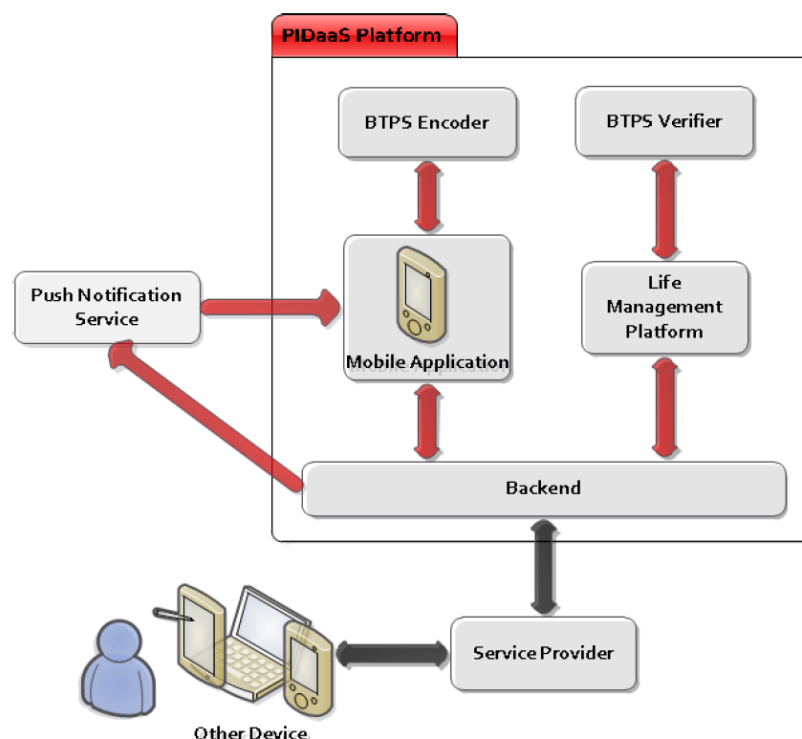 PIDaaS Platform
BTPS Encoder
BTPS Verifier
Push Notification
Service
Mobile Application
Life
Management
Platform
Backend
Service Provider
Other Device